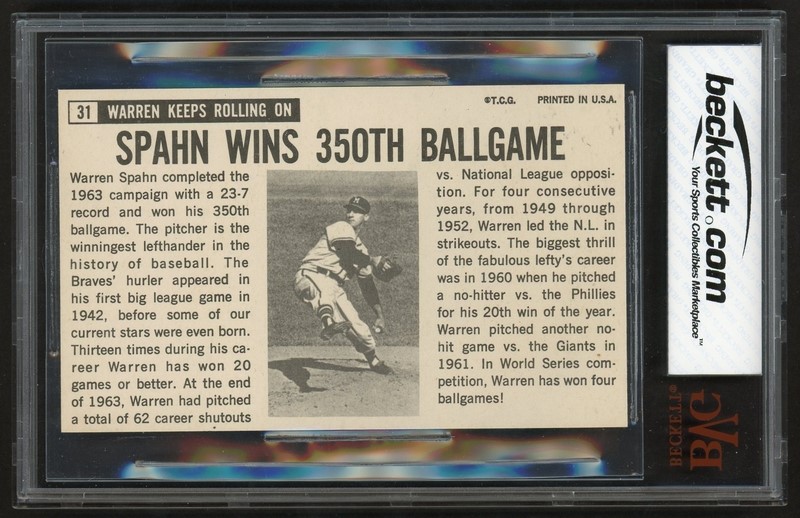 31 WARREN KEEPS ROLLING ON
©T.C.G. PRINTED IN U.S.A.
SPAHN WINS 350TH BALLGAME
Warren Spahn completed the
1963 campaign with a 23-7
record and won his 350th
ballgame. The pitcher is the
winningest lefthander in the
history of baseball. The
Braves' hurler appeared in
his first big league game in
1942, before some of our
current stars were even born.
Thirteen times during his ca-
reer Warren has won 20
games or better. At the end
of 1963, Warren had pitched
a total of 62 career shutouts
vs. National League opposi-
tion. For four consecutive
years, from 1949 through
1952, Warren led the N.L. in
strikeouts. The biggest thrill
of the fabulous lefty's career
was in 1960 when he pitched
a no-hitter vs. the Phillies
for his 20th win of the year.
Warren pitched another no-
hit game vs. the Giants in
1961. In World Series com-
petition, Warren has won four
ballgames!
beckett.com
Your Sports Collectibles Marketplace™
BECKETT®
BVG